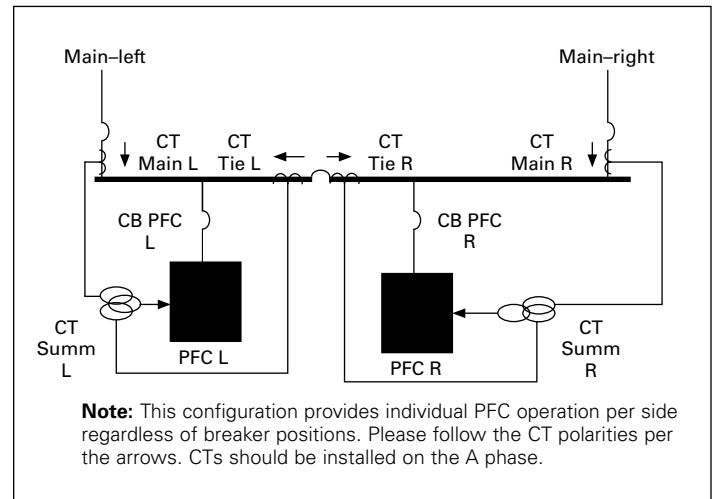 Main–left
Main–right
CT
Main L
CT
Tie L
CT
Tie R
CT
Main R
CB PFC
L
CB PFC
R
CT
Summ
L
PFC L
PFC R
CT
Summ
R
Note: This configuration provides individual PFC operation per side
regardless of breaker positions. Please follow the CT polarities per
the arrows. CTs should be installed on the A phase.